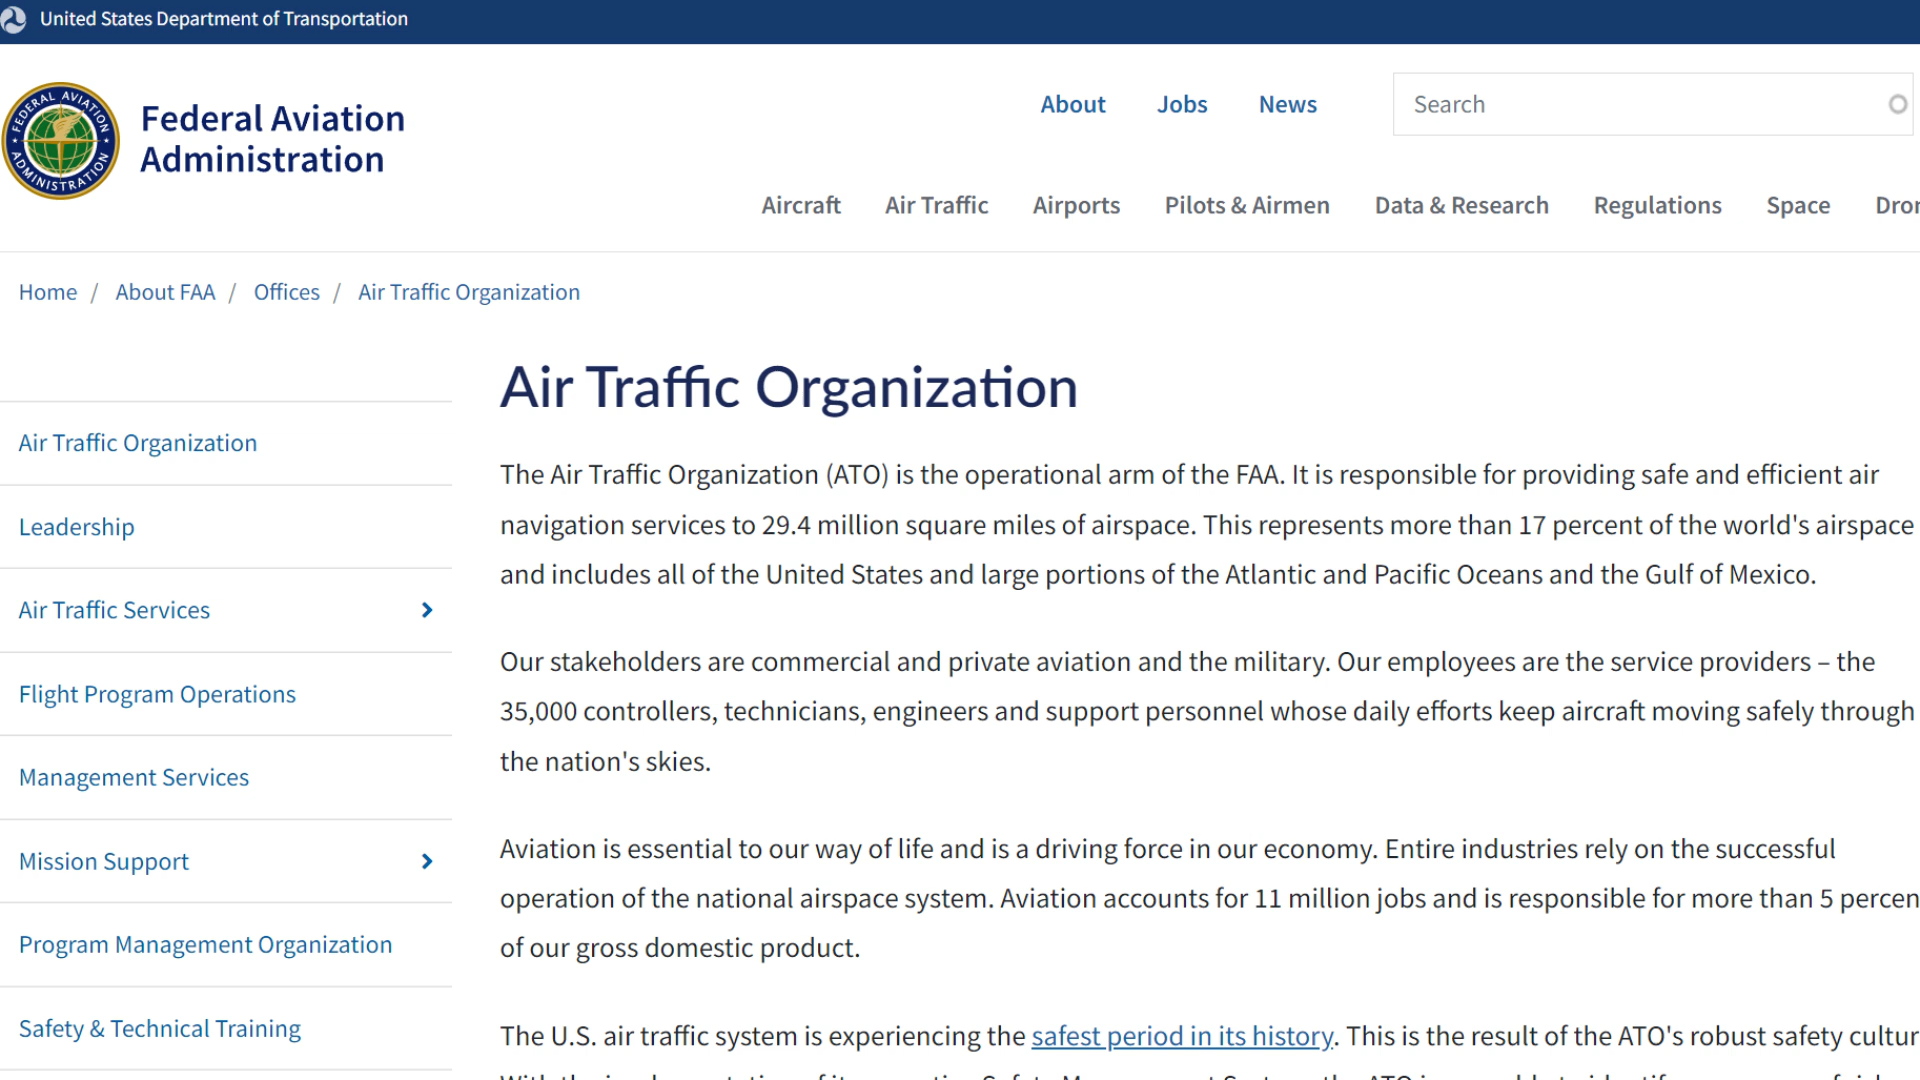 United States Department of Transportation
FEDERAL AVIATION ADMINISTRATION
Federal Aviation
Administration
About Jobs News Search
Aircraft Air Traffic Airports Pilots & Airmen Data & Research Regulations Space Dron
Home / About FAA / Offices / Air Traffic Organization
Air Traffic Organization
Leadership
Air Traffic Services
Flight Program Operations
Management Services
Mission Support
Program Management Organization
Safety & Technical Training
Air Traffic Organization
The Air Traffic Organization (ATO) is the operational arm of the FAA. It is responsible for providing safe and efficient air
navigation services to 29.4 million square miles of airspace. This represents more than 17 percent of the world's airspace
and includes all of the United States and large portions of the Atlantic and Pacific Oceans and the Gulf of Mexico.
Our stakeholders are commercial and private aviation and the military. Our employees are the service providers – the
35,000 controllers, technicians, engineers and support personnel whose daily efforts keep aircraft moving safely through
the nation's skies.
Aviation is essential to our way of life and is a driving force in our economy. Entire industries rely on the successful
operation of the national airspace system. Aviation accounts for 11 million jobs and is responsible for more than 5 percen
of our gross domestic product.
The U.S. air traffic system is experiencing the safest period in its history. This is the result of the ATO's robust safety cultur